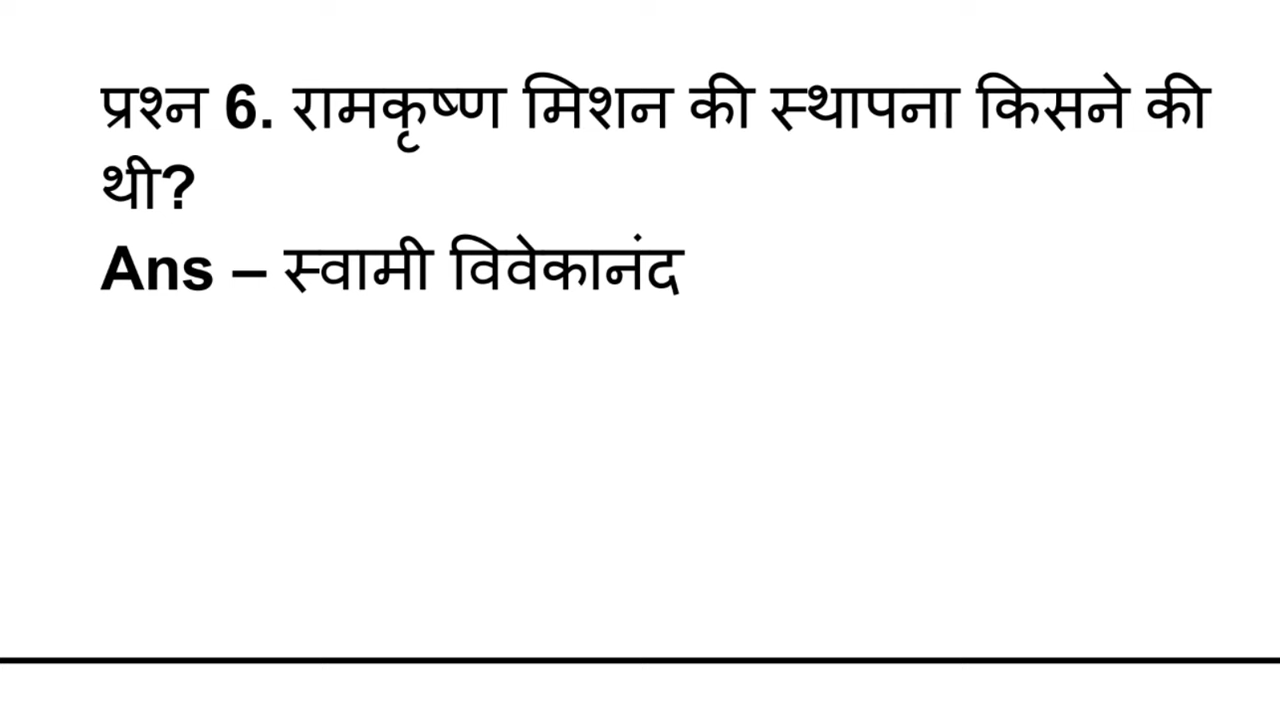 प्रश्न 6. रामकृष्ण मिशन की स्थापना किसने की
थी?
Ans – स्वामी विवेकानंद